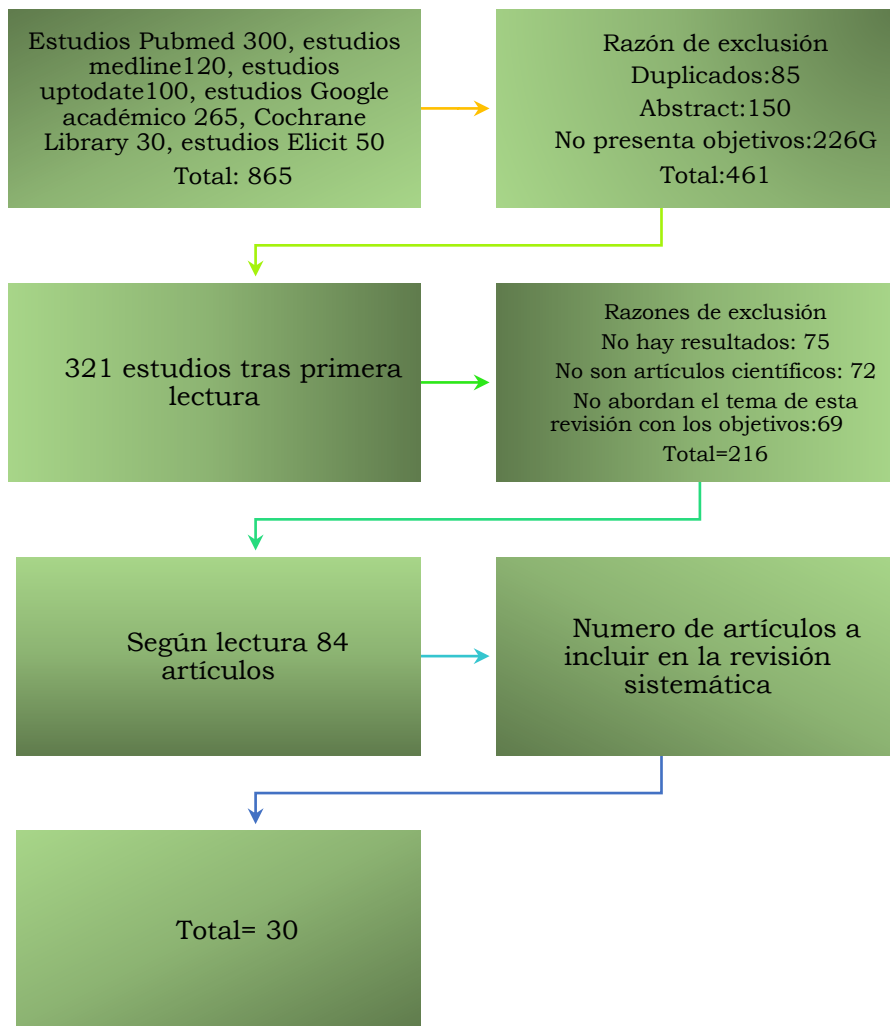 Estudios Pubmed 300, estudios
medline120, estudios
uptodate100, estudios Google
académico 265, Cochrane
Library 30, estudios Elicit 50
Total: 865
Razón de exclusión
Duplicados:85
Abstract:150
No presenta objetivos:226G
Total:461
321 estudios tras primera
lectura
Razones de exclusión
No hay resultados: 75
No son artículos científicos: 72
No abordan el tema de esta
revisión con los objetivos:69
Total=216
Según lectura 84
artículos
Numero de artículos a
incluir en la revisión
sistemática
Total= 30